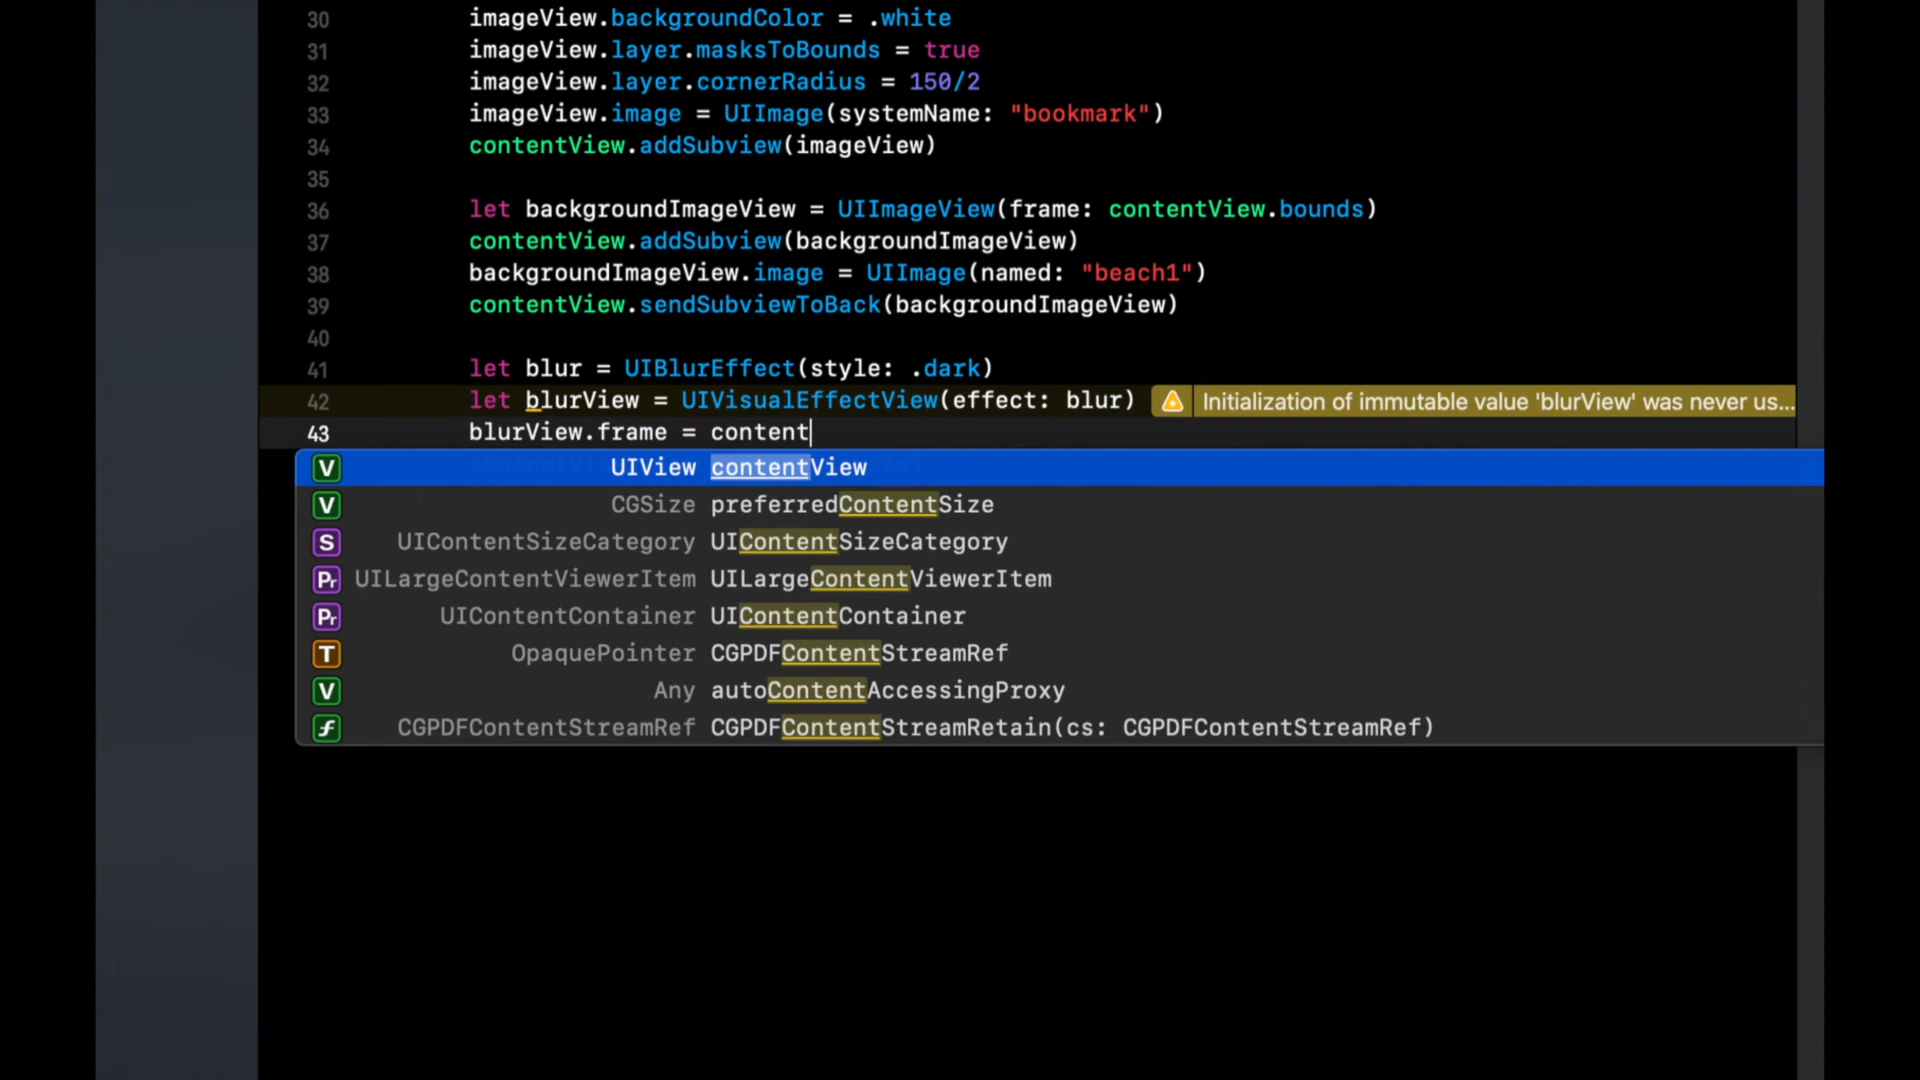 30 imageView.backgroundColor = .white
31 imageView.layer.masksToBounds = true
32 imageView.layer.cornerRadius = 150/2
33 imageView.image = UIImage(systemName: "bookmark")
34 contentView.addSubview(imageView)
35
36 let backgroundImageView = UIImageView(frame: contentView.bounds)
37 contentView.addSubview(backgroundImageView)
38 backgroundImageView.image = UIImage(named: "beach1")
39 contentView.sendSubviewToBack(backgroundImageView)
40
41 let blur = UIBlurEffect(style: .dark)
42 let blurView = UIVisualEffectView(effect: blur) Initialization of immutable value 'blurView' was never us...
43 blurView.frame = content
V UIView contentView
V CGSize preferredContentSize
S UIContentSizeCategory UIContentSizeCategory
Pr UILargeContentViewerItem UILargeContentViewerItem
Pr UIContentContainer UIContentContainer
T OpaquePointer CGPDFContentStreamRef
V Any autoContentAccessingProxy
f CGPDFContentStreamRef CGPDFContentStreamRetain(cs: CGPDFContentStreamRef)